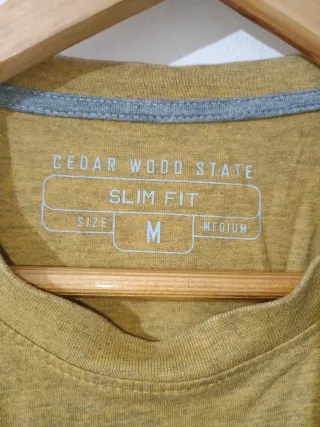 CEDAR WOOD STATE
SLIM FIT
SIZE M MEDIUM